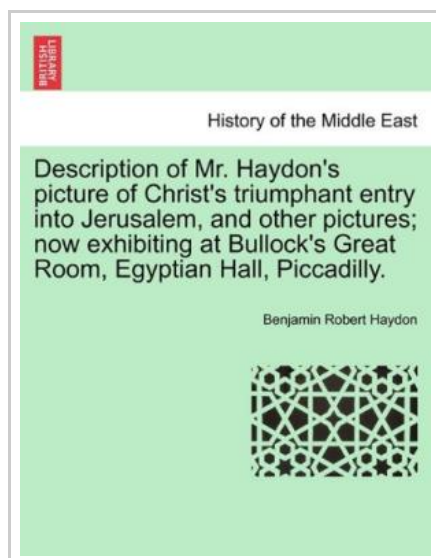 BRITISH
LIBRARY
History of the Middle East
Description of Mr. Haydon's
picture of Christ's triumphant entry
into Jerusalem, and other pictures;
now exhibiting at Bullock's Great
Room, Egyptian Hall, Piccadilly.
Benjamin Robert Haydon